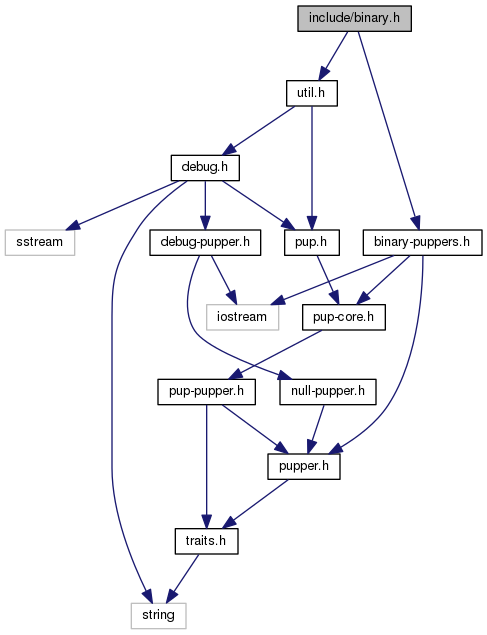 include/binary.h
util.h
debug.h
sstream
debug-pupper.h
pup.h
binary-puppers.h
iostream
pup-core.h
pup-pupper.h
null-pupper.h
pupper.h
traits.h
string